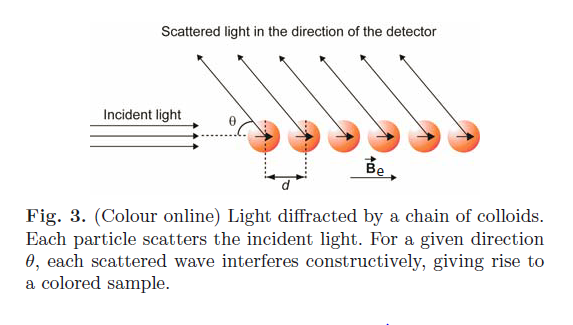 Scattered light in the direction of the detector
Incident light
θ
B⃗e
d
Fig. 3. (Colour online) Light diffracted by a chain of colloids.
Each particle scatters the incident light. For a given direction
θ, each scattered wave interferes constructively, giving rise to
a colored sample.